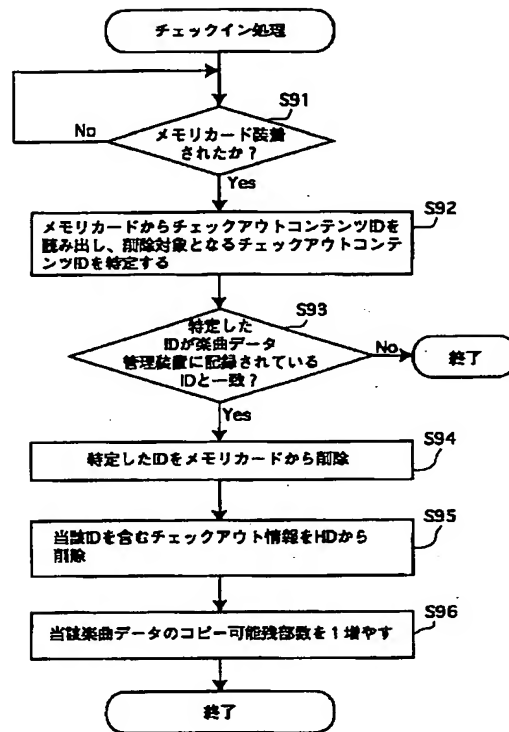 チェックイン処理
S91
メモリカード装着
されたか？
No
Yes
S92
メモリカードからチェックアウトコンテンツIDを
読み出し、削除対象となるチェックアウトコンテ
ンツIDを特定する
S93
特定した
IDが楽曲データ
管理装置に記録されている
IDと一致？
No
終了
Yes
S94
特定したIDをメモリカードから削除
S95
当該IDを含むチェックアウト情報をHDから
削除
S96
当該楽曲データのコピー可能残部数を1増やす
終了